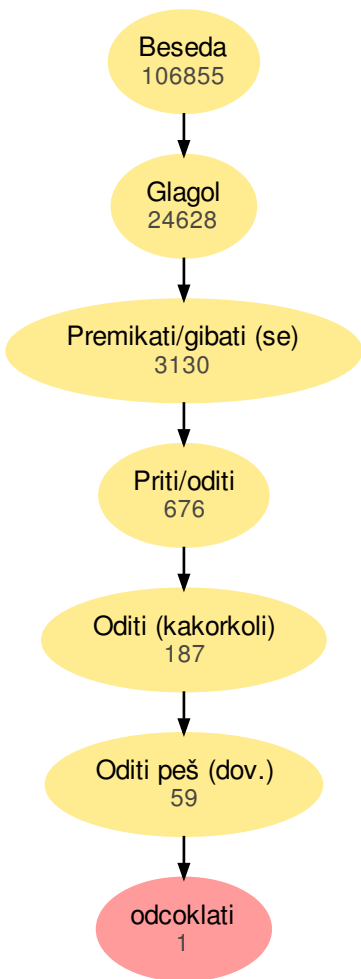 Beseda
106855
Glagol
24628
Premikati/gibati (se)
3130
Priti/oditi
676
Oditi (kakorkoli)
187
Oditi peš (dov.)
59
odcoklati
1